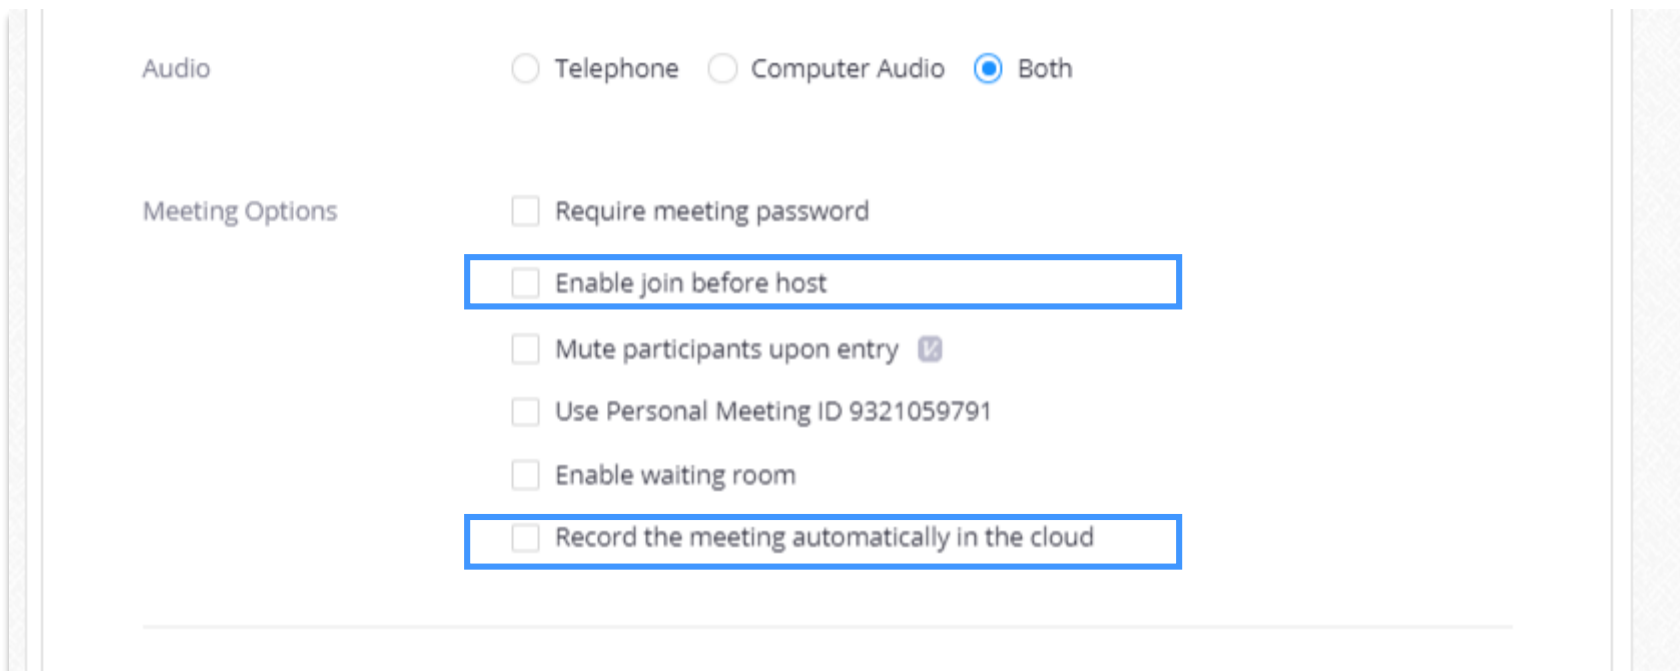 Audio Telephone Computer Audio Both
Meeting Options Require meeting password
Enable join before host
Mute participants upon entry
Use Personal Meeting ID 9321059791
Enable waiting room
Record the meeting automatically in the cloud